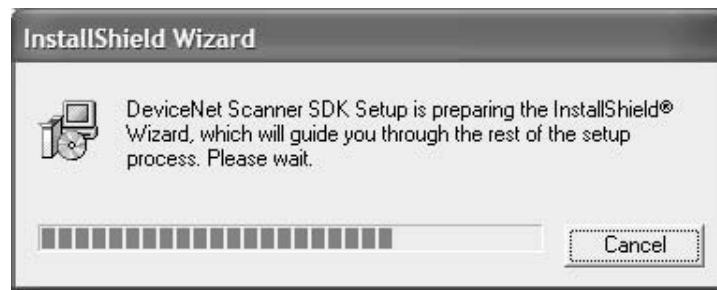 InstallShield Wizard
DeviceNet Scanner SDK Setup is preparing the InstallShield®
Wizard, which will guide you through the rest of the setup
process. Please wait.
Cancel